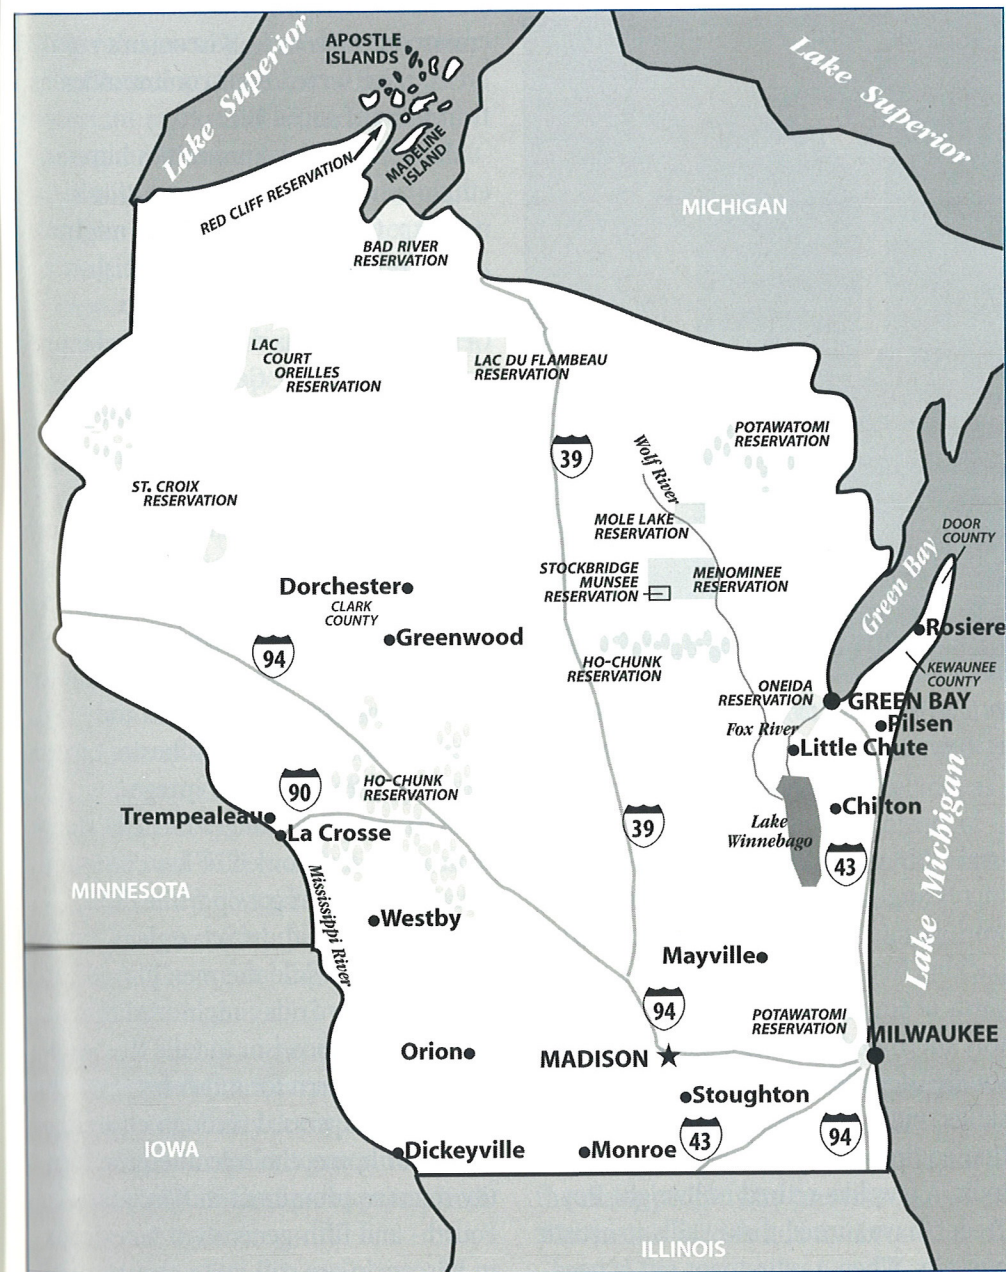 APOSTLE
ISLANDS
Lake Superior
Lake Superior
MADELINE
ISLAND
RED CLIFF RESERVATION
MICHIGAN
BAD RIVER
RESERVATION
LAC
COURT
OREILLES
RESERVATION
LAC DU FLAMBEAU
RESERVATION
POTAWATOMI
RESERVATION
39
Wolf River
ST. CROIX
RESERVATION
MOLE LAKE
RESERVATION
DOOR
COUNTY
STOCKBRIDGE
MUNSEE
RESERVATION
MENOMINEE
RESERVATION
Green Bay
Dorchester
CLARK
COUNTY
Greenwood
Rosiere
94
HO-CHUNK
RESERVATION
KEWAUNEE
COUNTY
ONEIDA
RESERVATION
GREEN BAY
Pilsen
Fox River
Little Chute
90
HO-CHUNK
RESERVATION
Trempealeau
La Crosse
39
Lake
Winnebago
Chilton
43
Lake Michigan
MINNESOTA
Mississippi River
Westby
Mayville
94
POTAWATOMI
RESERVATION
MILWAUKEE
Orion
MADISON
Stoughton
IOWA
Dickeyville
Monroe
43
94
ILLINOIS